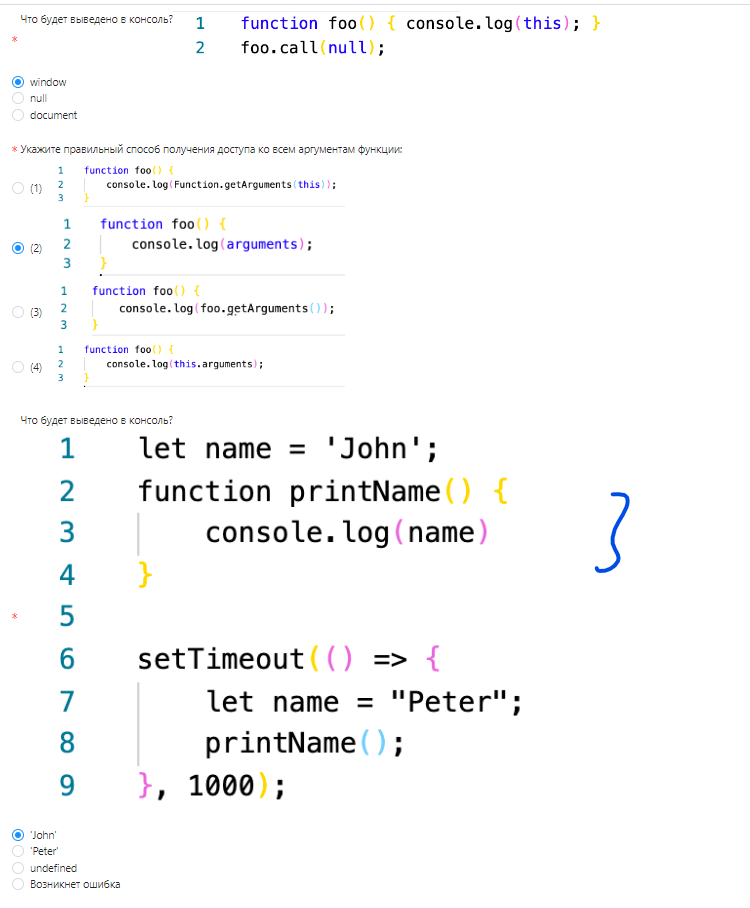 Что будет выведено в консоль?
*
1 function foo() { console.log(this); }
2 foo.call(null);
window
null
document
* Укажите правильный способ получения доступа ко всем аргументам функции:
(1)
1 function foo() {
2 console.log(Function.getArguments(this));
3 }
(2)
1 function foo() {
2 console.log(arguments);
3 }
(3)
1 function foo() {
2 console.log(foo.getArguments());
3 }
(4)
1 function foo() {
2 console.log(this.arguments);
3 }
Что будет выведено в консоль?
*
1 let name = 'John';
2 function printName() {
3 console.log(name)
4 }
5
6 setTimeout(() => {
7 let name = "Peter";
8 printName();
9 }, 1000);
}
'John'
'Peter'
undefined
Возникнет ошибка